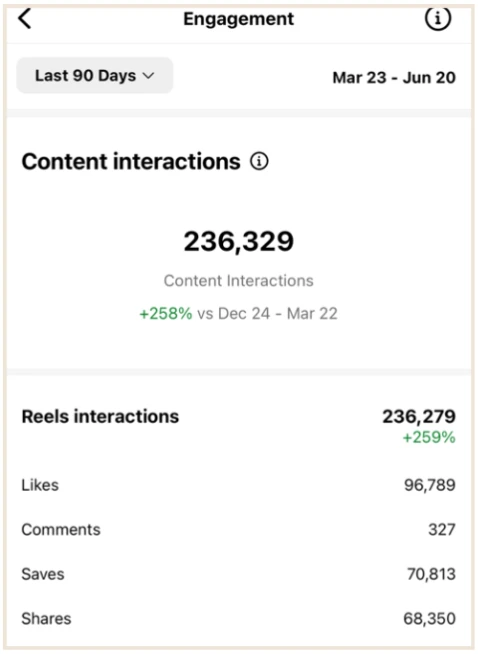 Engagement
Last 90 Days
Mar 23 - Jun 20
Content interactions
236,329
Content Interactions
+258% vs Dec 24 - Mar 22
Reels interactions 236,279
+259%
Likes 96,789
Comments 327
Saves 70,813
Shares 68,350